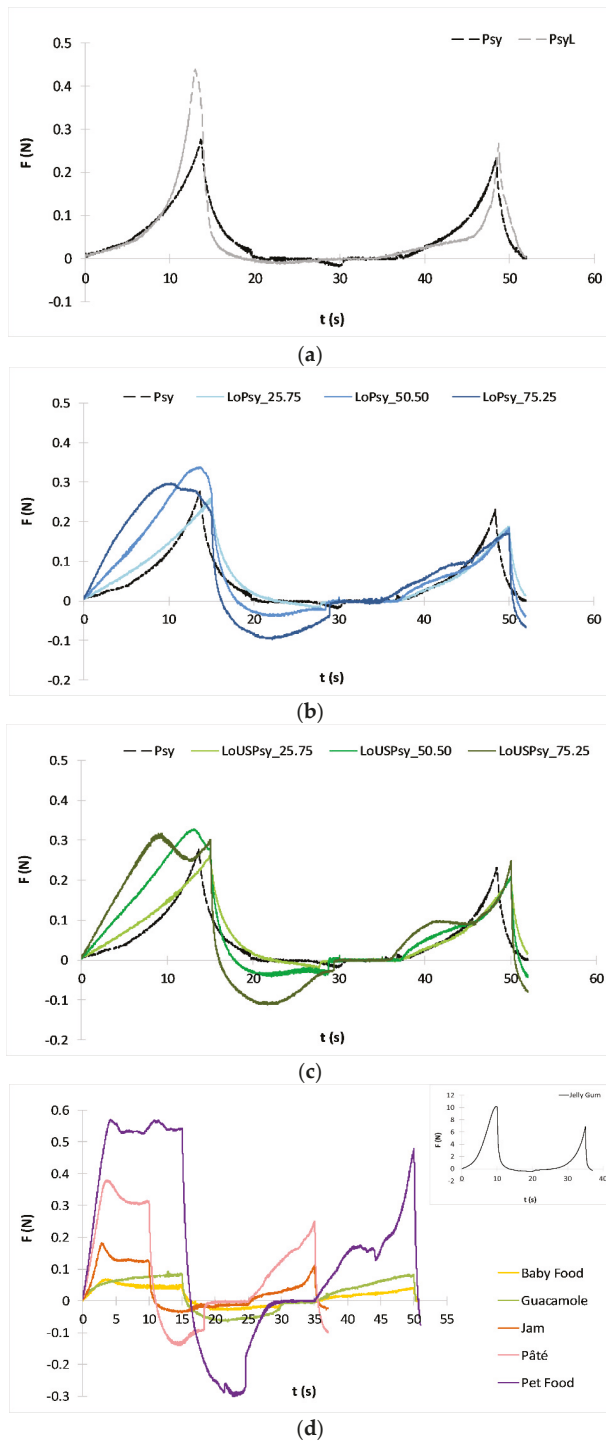 Psy PsyL
0.5
0.4
0.3
0.2
0.1
0
-0.1
F (N)
0 10 20 30 40 50 60
t (s)
(a)
Psy LoPsy_25.75 LoPsy_50.50 LoPsy_75.25
0.5
0.4
0.3
0.2
0.1
0
-0.1
-0.2
F (N)
0 10 20 30 40 50 60
t (s)
(b)
Psy LoUSPsy_25.75 LoUSPsy_50.50 LoUSPsy_75.25
0.5
0.4
0.3
0.2
0.1
0
-0.1
-0.2
F (N)
0 10 20 30 40 50 60
t (s)
(c)
0.6
0.5
0.4
0.3
0.2
0.1
0
-0.1
-0.2
-0.3
F (N)
0 5 10 15 20 25 30 35 40 45 50 55
t (s)
Jelly Gum
12
10
8
6
4
2
0
-2
F (N)
0 10 20 30 40
t (s)
Baby Food
Guacamole
Jam
Pâté
Pet Food
(d)